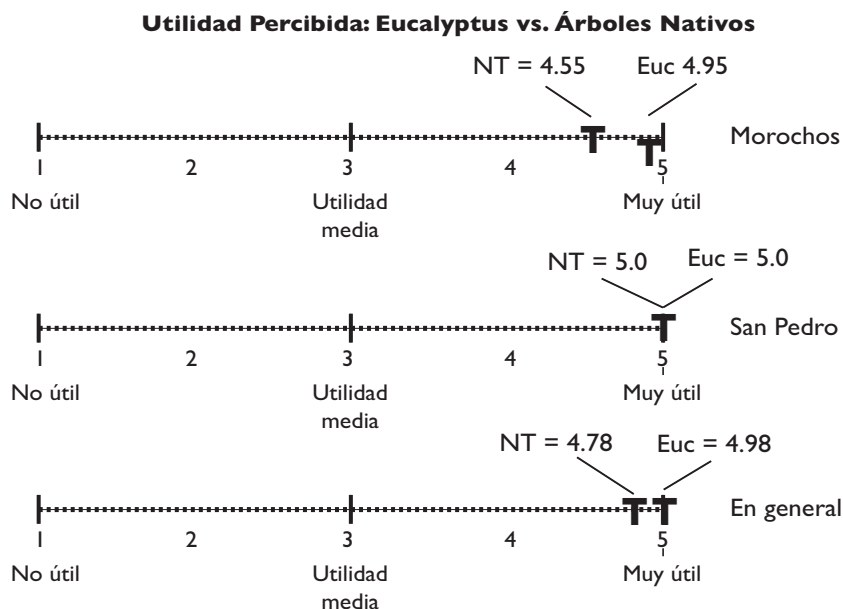 Utilidad Percibida: Eucalyptus vs. Árboles Nativos
NT = 4.55 Euc 4.95
Morochos
1 2 3 4 5
No útil Utilidad media Muy útil
NT = 5.0 Euc = 5.0
San Pedro
1 2 3 4 5
No útil Utilidad media Muy útil
NT = 4.78 Euc = 4.98
En general
1 2 3 4 5
No útil Utilidad media Muy útil